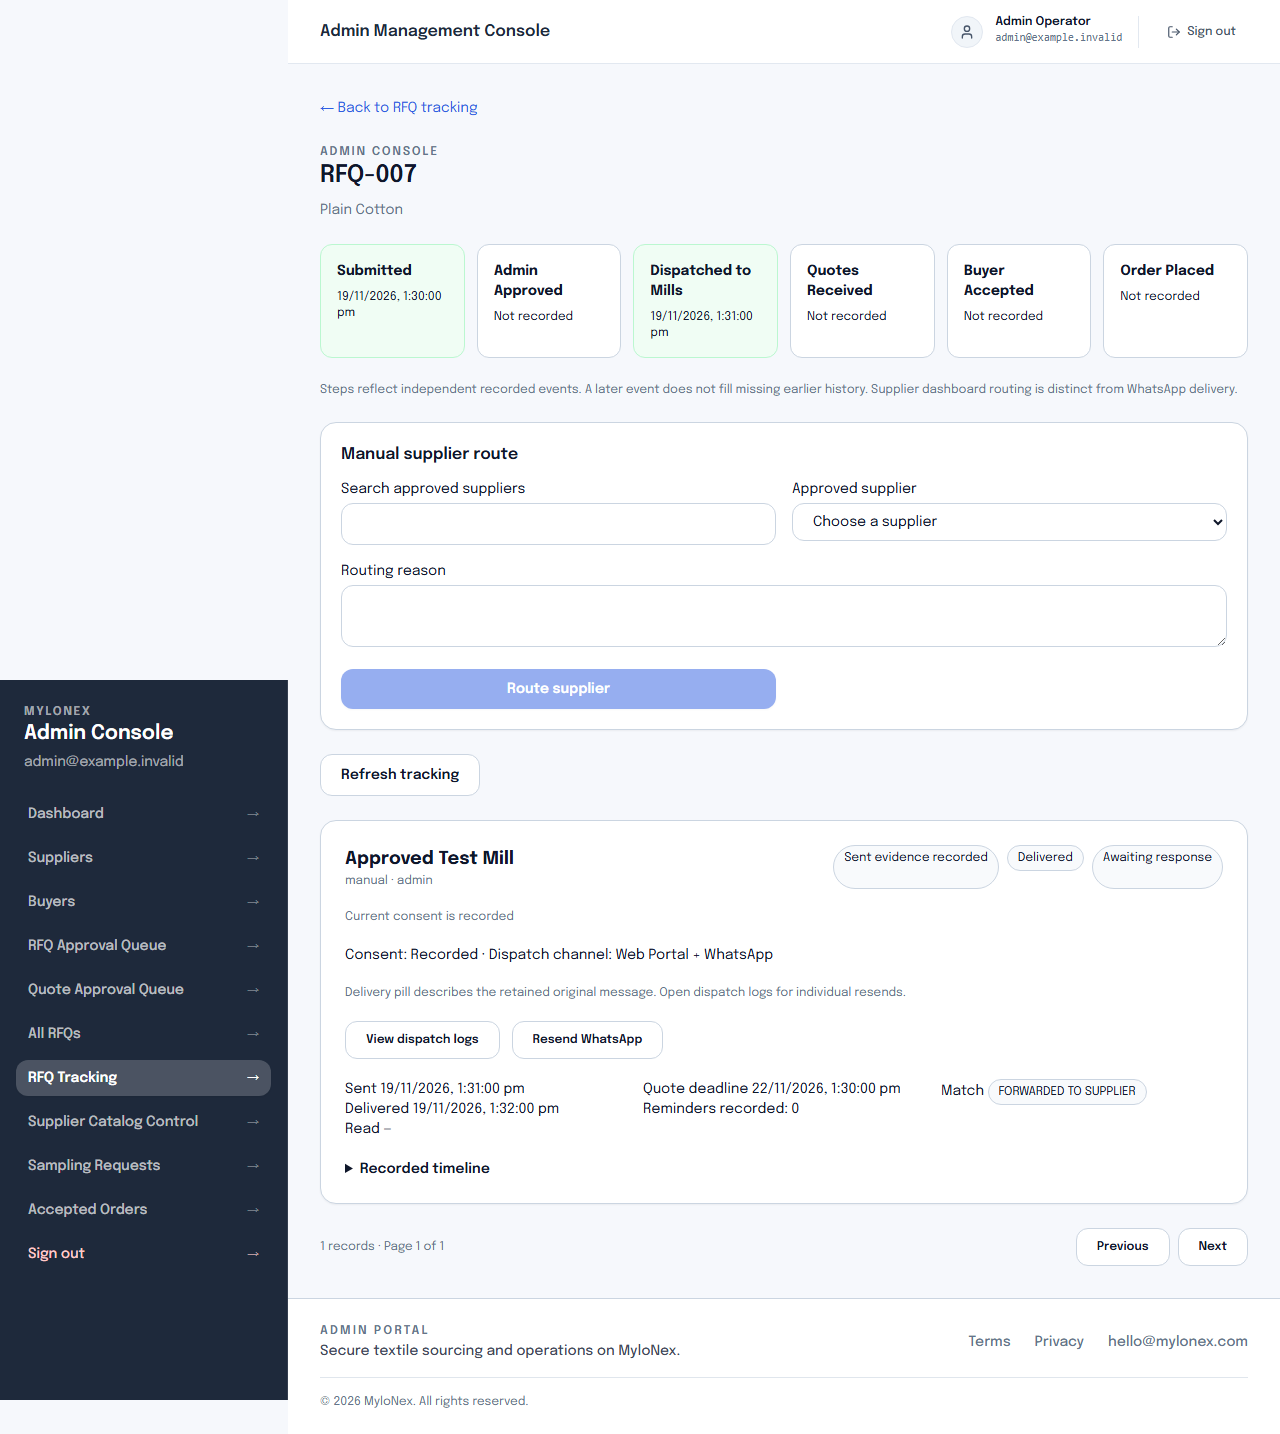 Admin Management Console
Admin Operator
admin@example.invalid
Sign out
← Back to RFQ tracking
ADMIN CONSOLE
RFQ-007
Plain Cotton
Submitted
19/11/2026, 1:30:00
pm
Admin
Approved
Not recorded
Dispatched to
Mills
19/11/2026, 1:31:00
pm
Quotes
Received
Not recorded
Buyer
Accepted
Not recorded
Order Placed
Not recorded
Steps reflect independent recorded events. A later event does not fill missing earlier history. Supplier dashboard routing is distinct from WhatsApp delivery.
Manual supplier route
Search approved suppliers
Approved supplier
Choose a supplier
Routing reason
Route supplier
Refresh tracking
Approved Test Mill
manual · admin
Sent evidence recorded
Delivered
Awaiting response
Current consent is recorded
Consent: Recorded · Dispatch channel: Web Portal + WhatsApp
Delivery pill describes the retained original message. Open dispatch logs for individual resends.
View dispatch logs
Resend WhatsApp
Sent 19/11/2026, 1:31:00 pm
Delivered 19/11/2026, 1:32:00 pm
Read —
Quote deadline 22/11/2026, 1:30:00 pm
Reminders recorded: 0
Match FORWARDED TO SUPPLIER
▶ Recorded timeline
1 records · Page 1 of 1
Previous
Next
MYLONEX
Admin Console
admin@example.invalid
Dashboard →
Suppliers →
Buyers →
RFQ Approval Queue →
Quote Approval Queue →
All RFQs →
RFQ Tracking →
Supplier Catalog Control →
Sampling Requests →
Accepted Orders →
Sign out →
ADMIN PORTAL
Secure textile sourcing and operations on MyloNex.
Terms
Privacy
hello@mylonex.com
© 2026 MyloNex. All rights reserved.